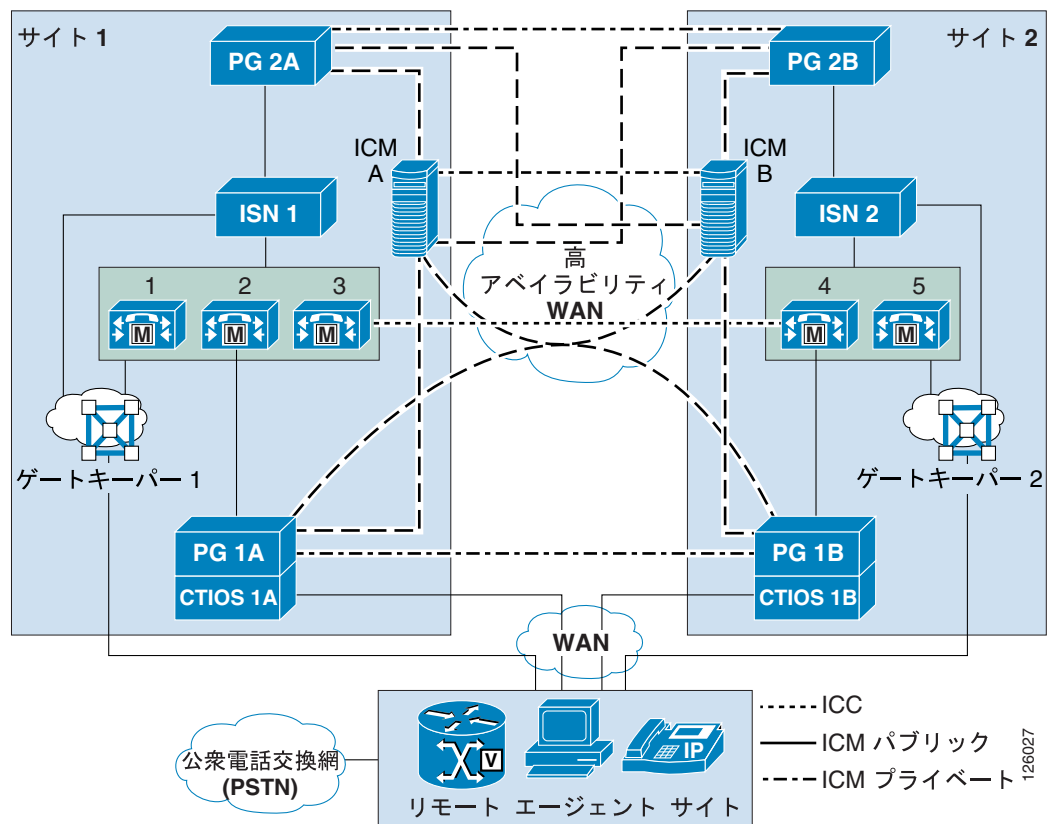 サイト 1
サイト 2
PG 2A
PG 2B
ICM
A
ICM
B
ISN 1
ISN 2
高
アベイラビリティ
WAN
1 2 3
4 5
M M M
M M
ゲートキーパー 1
ゲートキーパー 2
PG 1A
CTIOS 1A
PG 1B
CTIOS 1B
WAN
公衆電話交換網
(PSTN)
V
IP
リモート エージェント サイト
ICC
ICM パブリック
ICM プライベート
126027